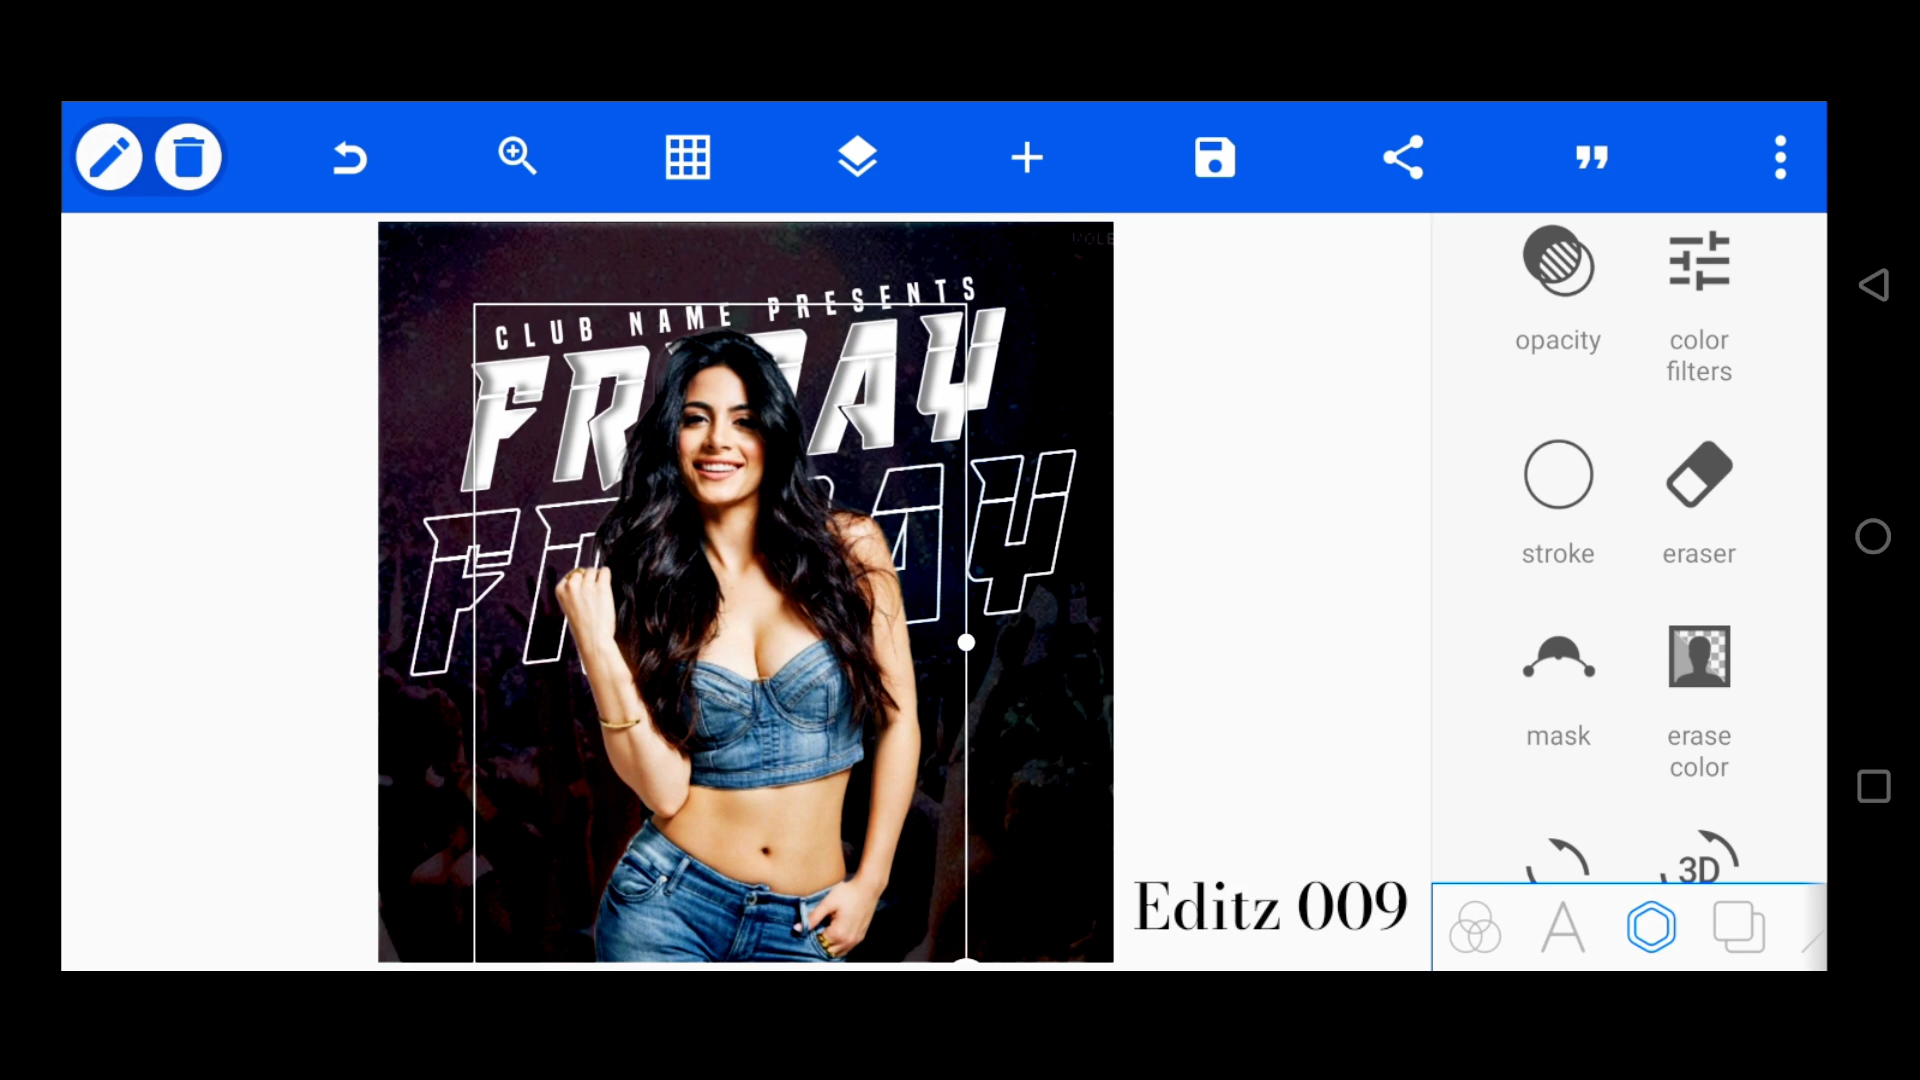 CLUB NAME PRESENTS
opacity
color
filters
stroke
eraser
mask
erase
color
3D
Editz 009
A